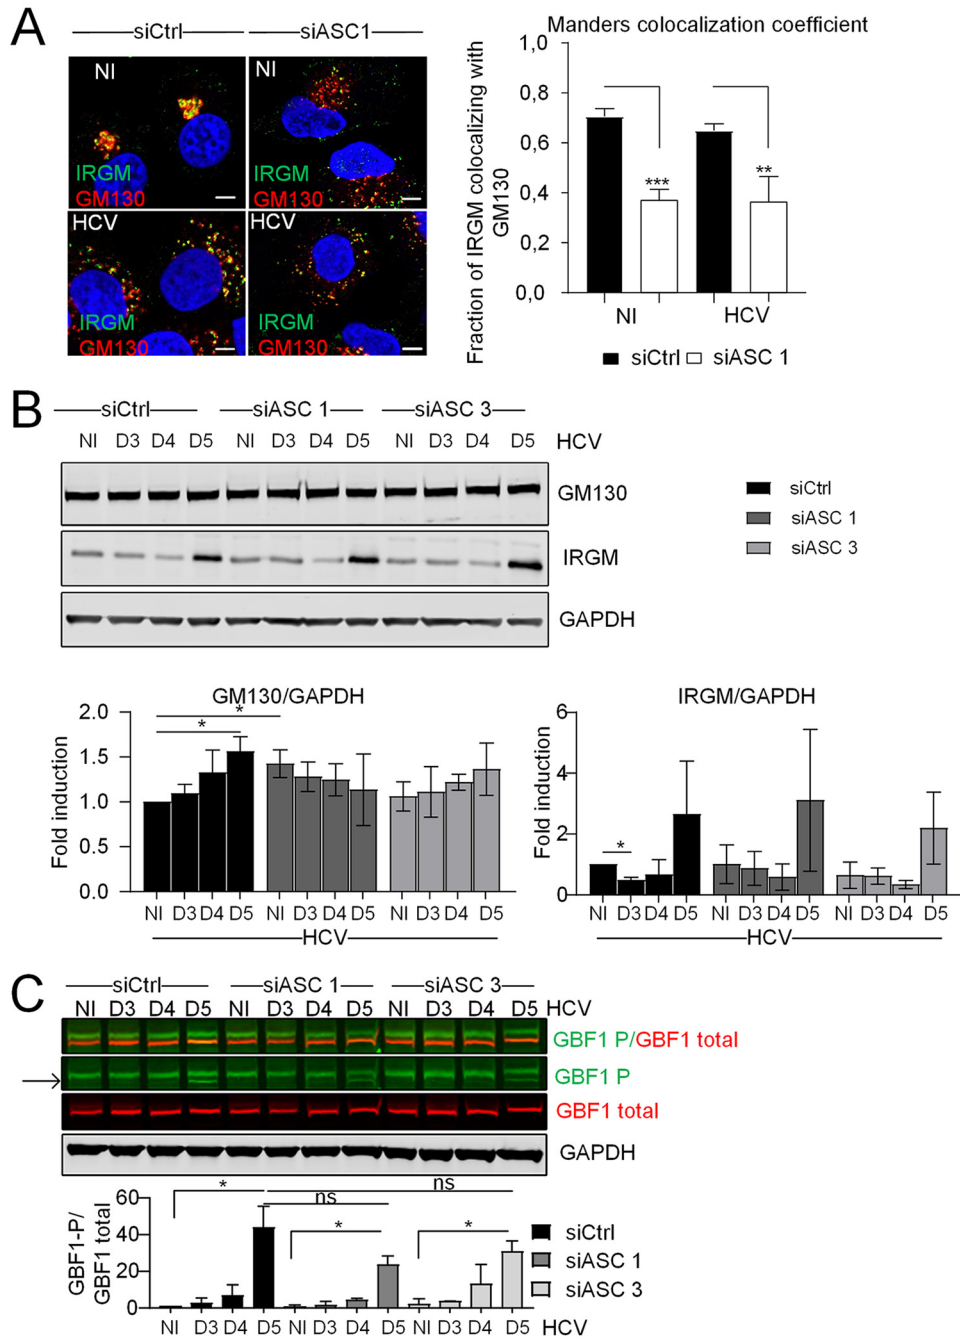 A
siCtrl siASC1
NI NI
IRGM IRGM
GM130 GM130
HCV HCV
IRGM IRGM
GM130 GM130
Manders colocalization coefficient
Fraction of IRGM colocalizing with
GM130
1,0
0,8
0,6
0,4
0,2
0,0
*** **
NI HCV
siCtrl siASC 1
B
siCtrl siASC 1 siASC 3
NI D3 D4 D5 NI D3 D4 D5 NI D3 D4 D5 HCV
GM130
IRGM
GAPDH
siCtrl
siASC 1
siASC 3
GM130/GAPDH
Fold induction
2.0
1.5
1.0
0.5
0.0
*
*
NI D3 D4 D5 NI D3 D4 D5 NI D3 D4 D5
HCV
IRGM/GAPDH
Fold induction
6
4
2
0
*
NI D3 D4 D5 NI D3 D4 D5 NI D3 D4 D5
HCV
C
siCtrl siASC 1 siASC 3
NI D3 D4 D5 NI D3 D4 D5 NI D3 D4 D5 HCV
GBF1 P/GBF1 total
GBF1 P
GBF1 total
GAPDH
GBF1-P/
GBF1 total
60
40
20
0
* ns ns
* *
siCtrl
siASC 1
siASC 3
NI D3 D4 D5 NI D3 D4 D5 NI D3 D4 D5 HCV